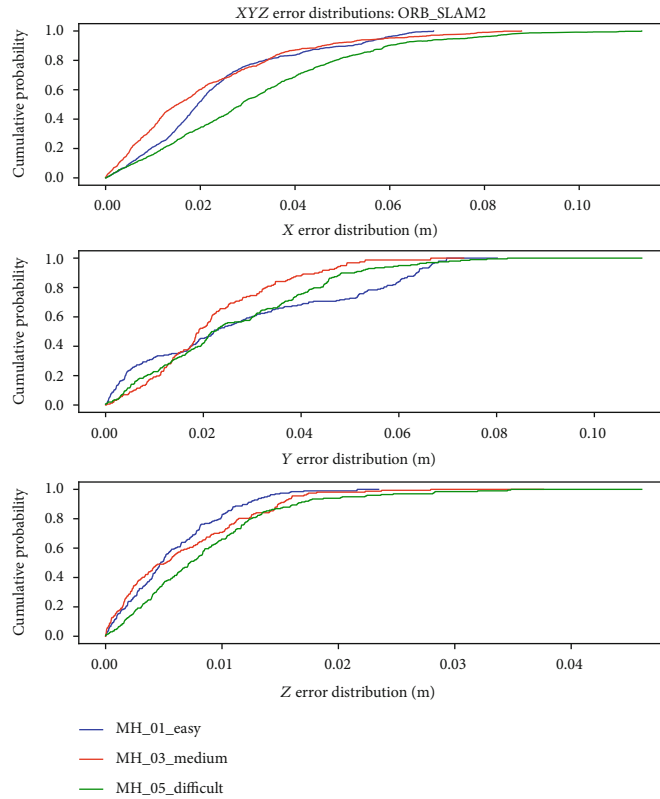 XYZ error distributions: ORB_SLAM2
Cumulative probability
1.0
0.8
0.6
0.4
0.2
0.0
0.00 0.02 0.04 0.06 0.08 0.10
X error distribution (m)
Cumulative probability
1.0
0.8
0.6
0.4
0.2
0.0
0.00 0.02 0.04 0.06 0.08 0.10
Y error distribution (m)
Cumulative probability
1.0
0.8
0.6
0.4
0.2
0.0
0.00 0.01 0.02 0.03 0.04
Z error distribution (m)
MH_01_easy
MH_03_medium
MH_05_difficult